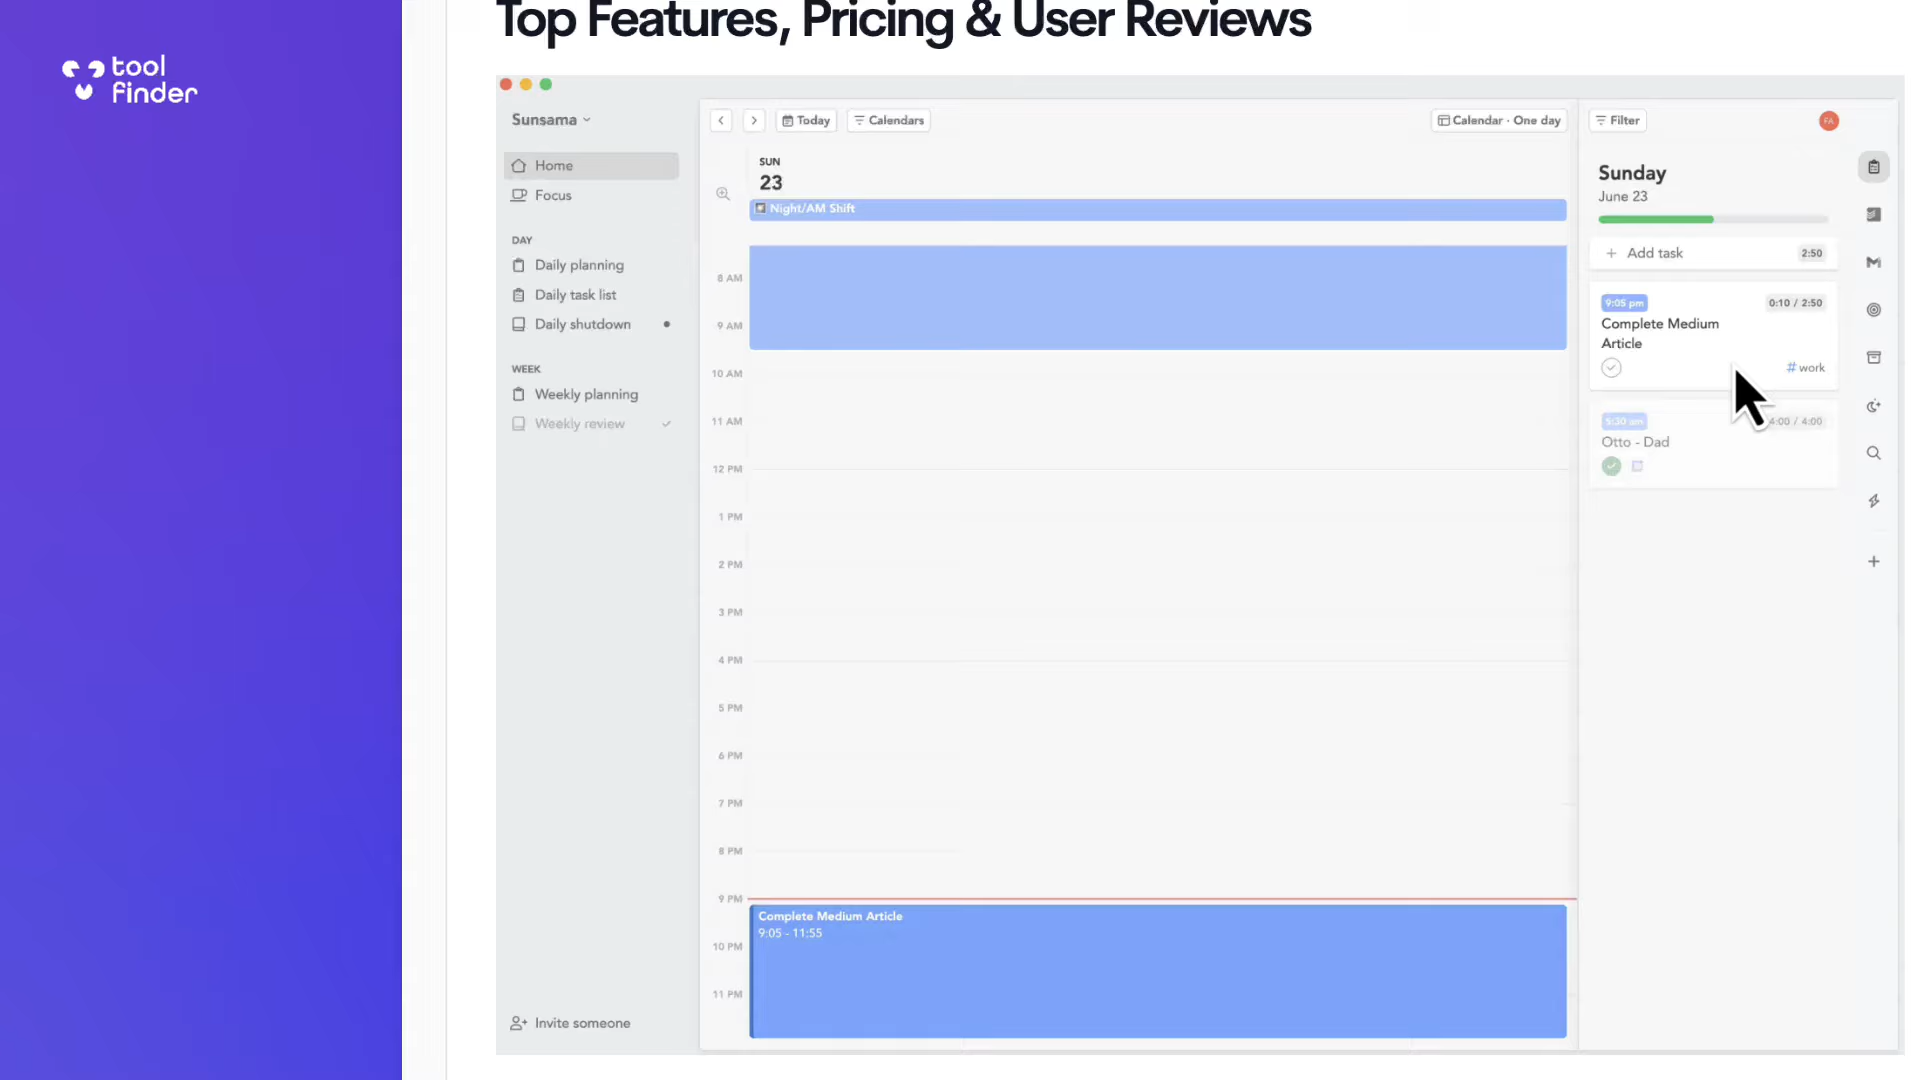 tool
finder
Top Features, Pricing & User Reviews
Sunsama
Home
Focus
DAY
Daily planning
Daily task list
Daily shutdown
WEEK
Weekly planning
Weekly review
Invite someone
Today
Calendars
Calendar · One day
SUN
23
Night/AM Shift
8 AM
9 AM
10 AM
11 AM
12 PM
1 PM
2 PM
3 PM
4 PM
5 PM
6 PM
7 PM
8 PM
9 PM
10 PM
11 PM
Complete Medium Article
9:05 - 11:55
Filter
FA
Sunday
June 23
+ Add task 2:50
9:05 pm 0:10 / 2:50
Complete Medium
Article
# work
5:30 am 4:00 / 4:00
Otto - Dad